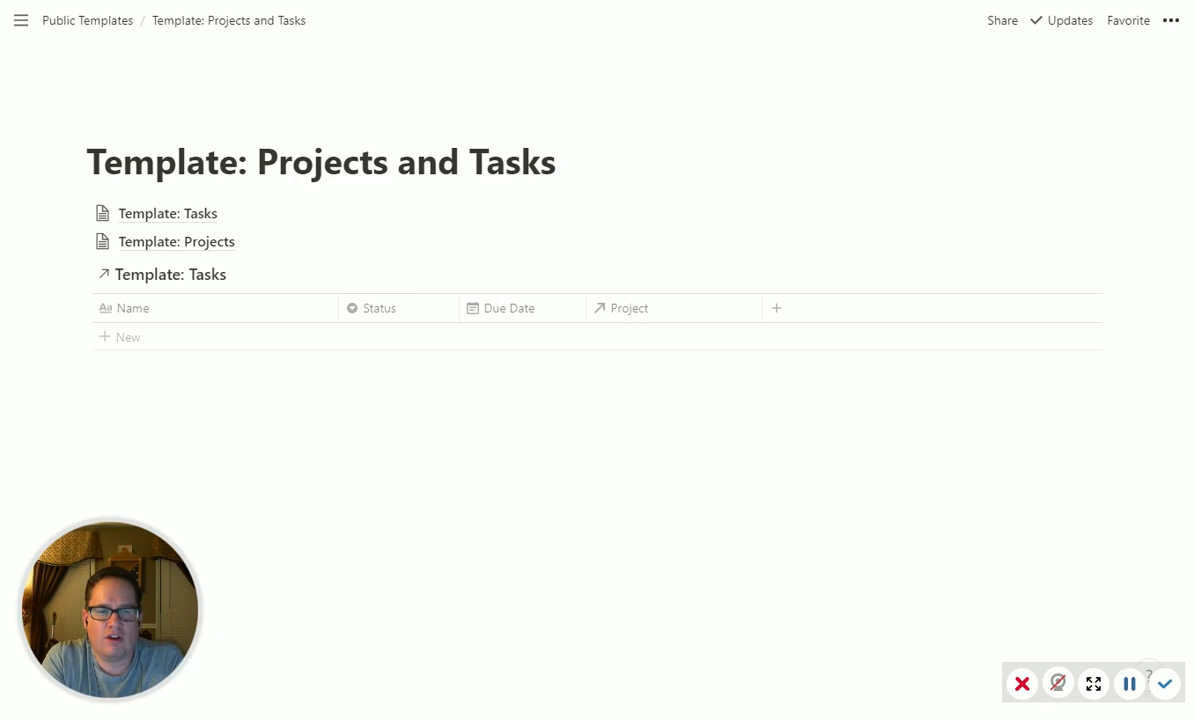 Public Templates / Template: Projects and Tasks
Share Updates Favorite •••
Template: Projects and Tasks
Template: Tasks
Template: Projects
Template: Tasks
Aa Name Status Due Date Project +
+ New
?